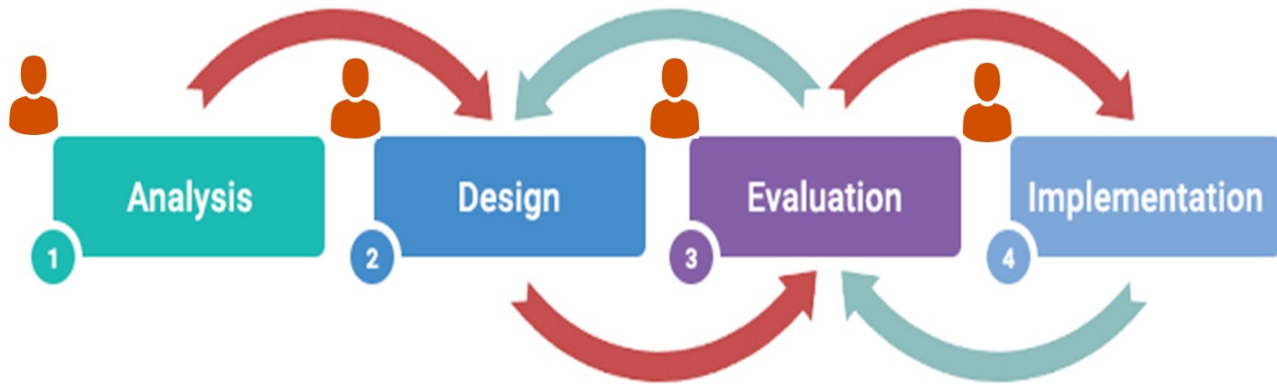 Analysis
1
Design
2
Evaluation
3
Implementation
4